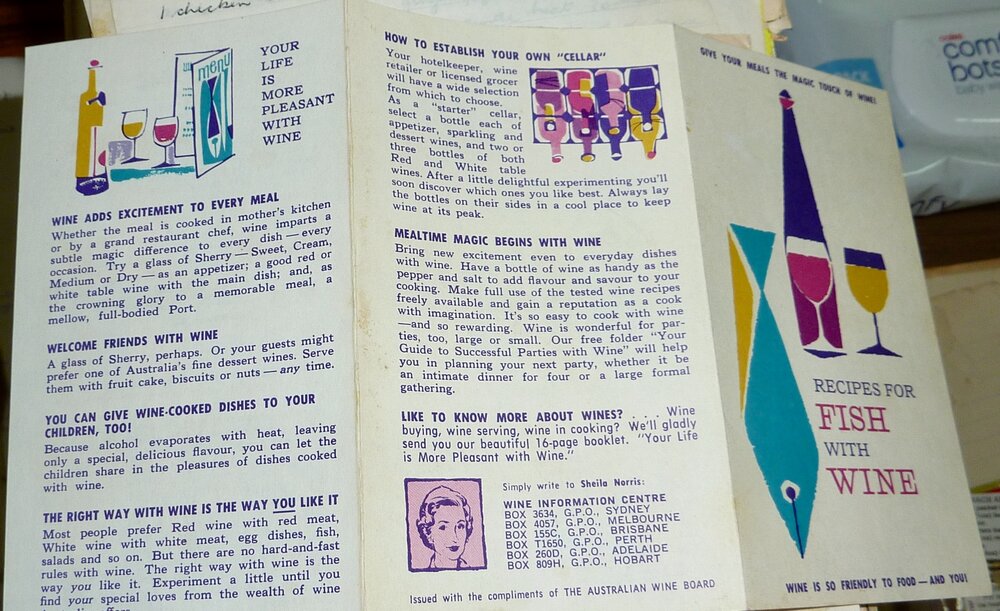 1. chicken
YOUR
LIFE
IS
MORE
PLEASANT
WITH
WINE
menu
WINE ADDS EXCITEMENT TO EVERY MEAL
Whether the meal is cooked in mother's kitchen
or by a grand restaurant chef, wine imparts a
subtle magic difference to every dish — every
occasion. Try a glass of Sherry — Sweet, Cream,
Medium or Dry — as an appetizer; a good red or
white table wine with the main dish; and, as
the crowning glory to a memorable meal, a
mellow, full-bodied Port.
WELCOME FRIENDS WITH WINE
A glass of Sherry, perhaps. Or your guests might
prefer one of Australia's fine dessert wines. Serve
them with fruit cake, biscuits or nuts — any time.
YOU CAN GIVE WINE-COOKED DISHES TO YOUR
CHILDREN, TOO!
Because alcohol evaporates with heat, leaving
only a special, delicious flavour, you can let the
children share in the pleasures of dishes cooked
with wine.
THE RIGHT WAY WITH WINE IS THE WAY YOU LIKE IT
Most people prefer Red wine with red meat,
White wine with white meat, egg dishes, fish,
salads and so on. But there are no hard-and-fast
rules with wine. The right way with wine is the
way you like it. Experiment a little until you
find your special loves from the wealth of wine
HOW TO ESTABLISH YOUR OWN "CELLAR"
Your hotelkeeper, wine
retailer or licensed grocer
will have a wide selection
from which to choose.
As a "starter" cellar,
select a bottle each of
appetizer, sparkling and
dessert wines, and two or
three bottles of both
Red and White table
wines. After a little delightful experimenting you'll
soon discover which ones you like best. Always lay
the bottles on their sides in a cool place to keep
wine at its peak.
MEALTIME MAGIC BEGINS WITH WINE
Bring new excitement even to everyday dishes
with wine. Have a bottle of wine as handy as the
pepper and salt to add flavour and savour to your
cooking. Make full use of the tested wine recipes
freely available and gain a reputation as a cook
with imagination. It's so easy to cook with wine
—and so rewarding. Wine is wonderful for par-
ties, too, large or small. Our free folder "Your
Guide to Successful Parties with Wine" will help
you in planning your next party, whether it be
an intimate dinner for four or a large formal
gathering.
LIKE TO KNOW MORE ABOUT WINES? . . . Wine
buying, wine serving, wine in cooking? We'll gladly
send you our beautiful 16-page booklet. "Your Life
is More Pleasant with Wine."
Simply write to Sheila Norris:
WINE INFORMATION CENTRE
BOX 3634, G.P.O., SYDNEY
BOX 4057, G.P.O., MELBOURNE
BOX 155C, G.P.O., BRISBANE
BOX T1650, G.P.O., PERTH
BOX 260D, G.P.O., ADELAIDE
BOX 809H, G.P.O., HOBART
Issued with the compliments of THE AUSTRALIAN WINE BOARD
GIVE YOUR MEALS THE MAGIC TOUCH OF WINE!
RECIPES FOR
FISH
WITH
WINE
WINE IS SO FRIENDLY TO FOOD — AND YOU!
com
bots
baby